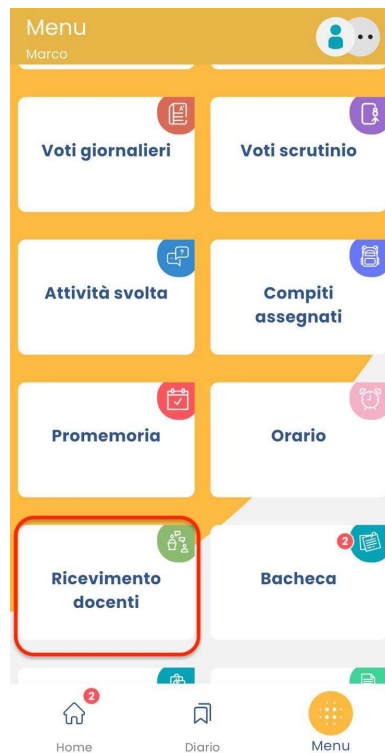 Menu
Marco
Voti giornalieri
Voti scrutinio
Attività svolta
Compiti
assegnati
Promemoria
Orario
Ricevimento
docenti
2
Bacheca
2
Home
Diario
Menu